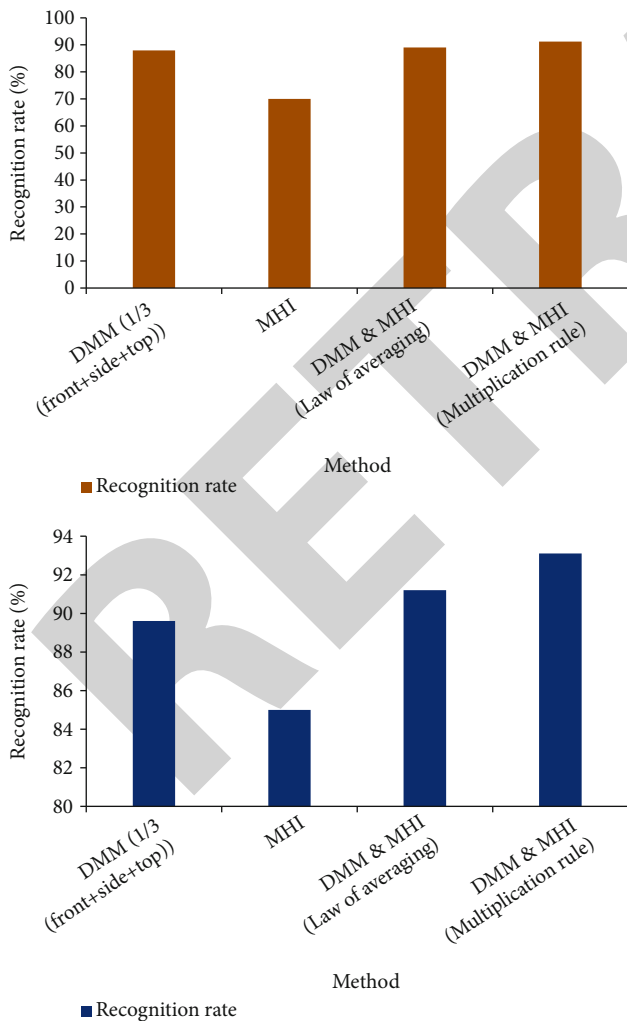 100
90
80
70
60
50
40
30
20
10
0
Recognition rate (%)
DMM (1/3
(front+side+top))
MHI
DMM & MHI
(Law of averaging)
DMM & MHI
(Multiplication rule)
Method
Recognition rate
94
92
90
88
86
84
82
80
Recognition rate (%)
DMM (1/3
(front+side+top))
MHI
DMM & MHI
(Law of averaging)
DMM & MHI
(Multiplication rule)
Method
Recognition rate
RETR